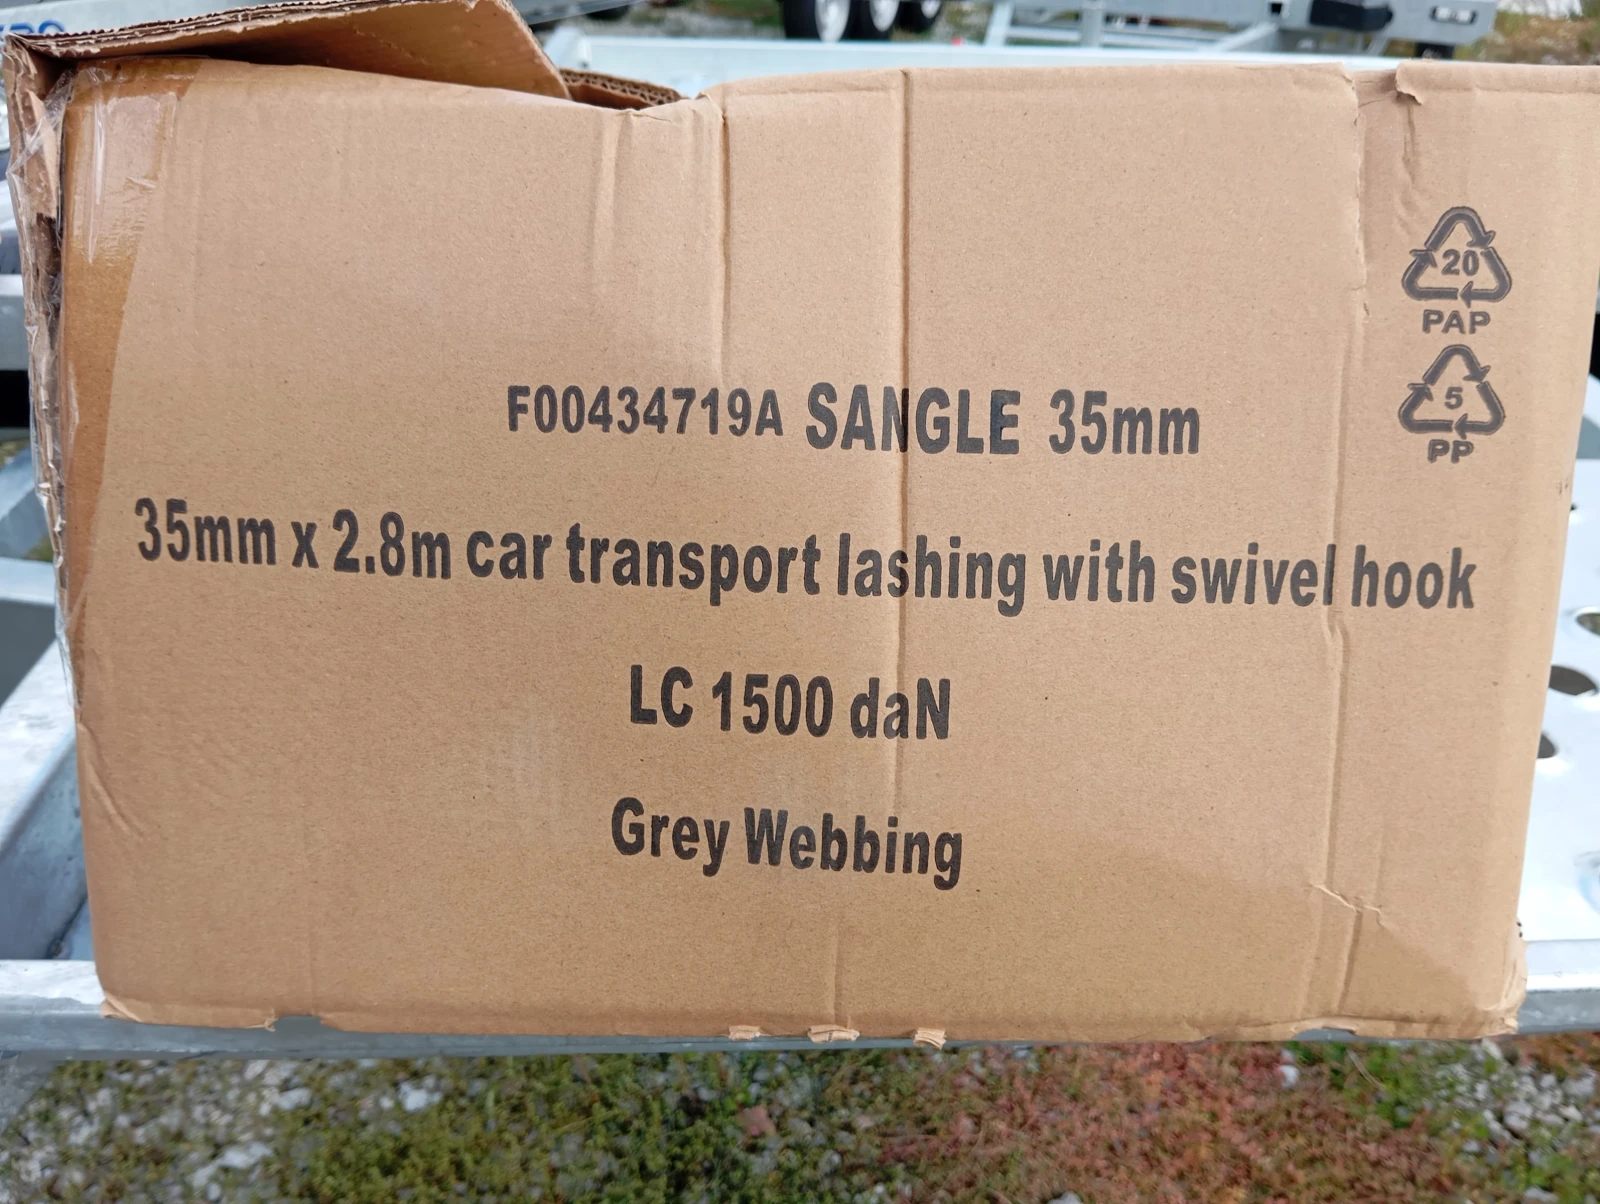 20
PAP
5
PP
F00434719A SANGLE 35mm
35mm x 2.8m car transport lashing with swivel hook
LC 1500 daN
Grey Webbing